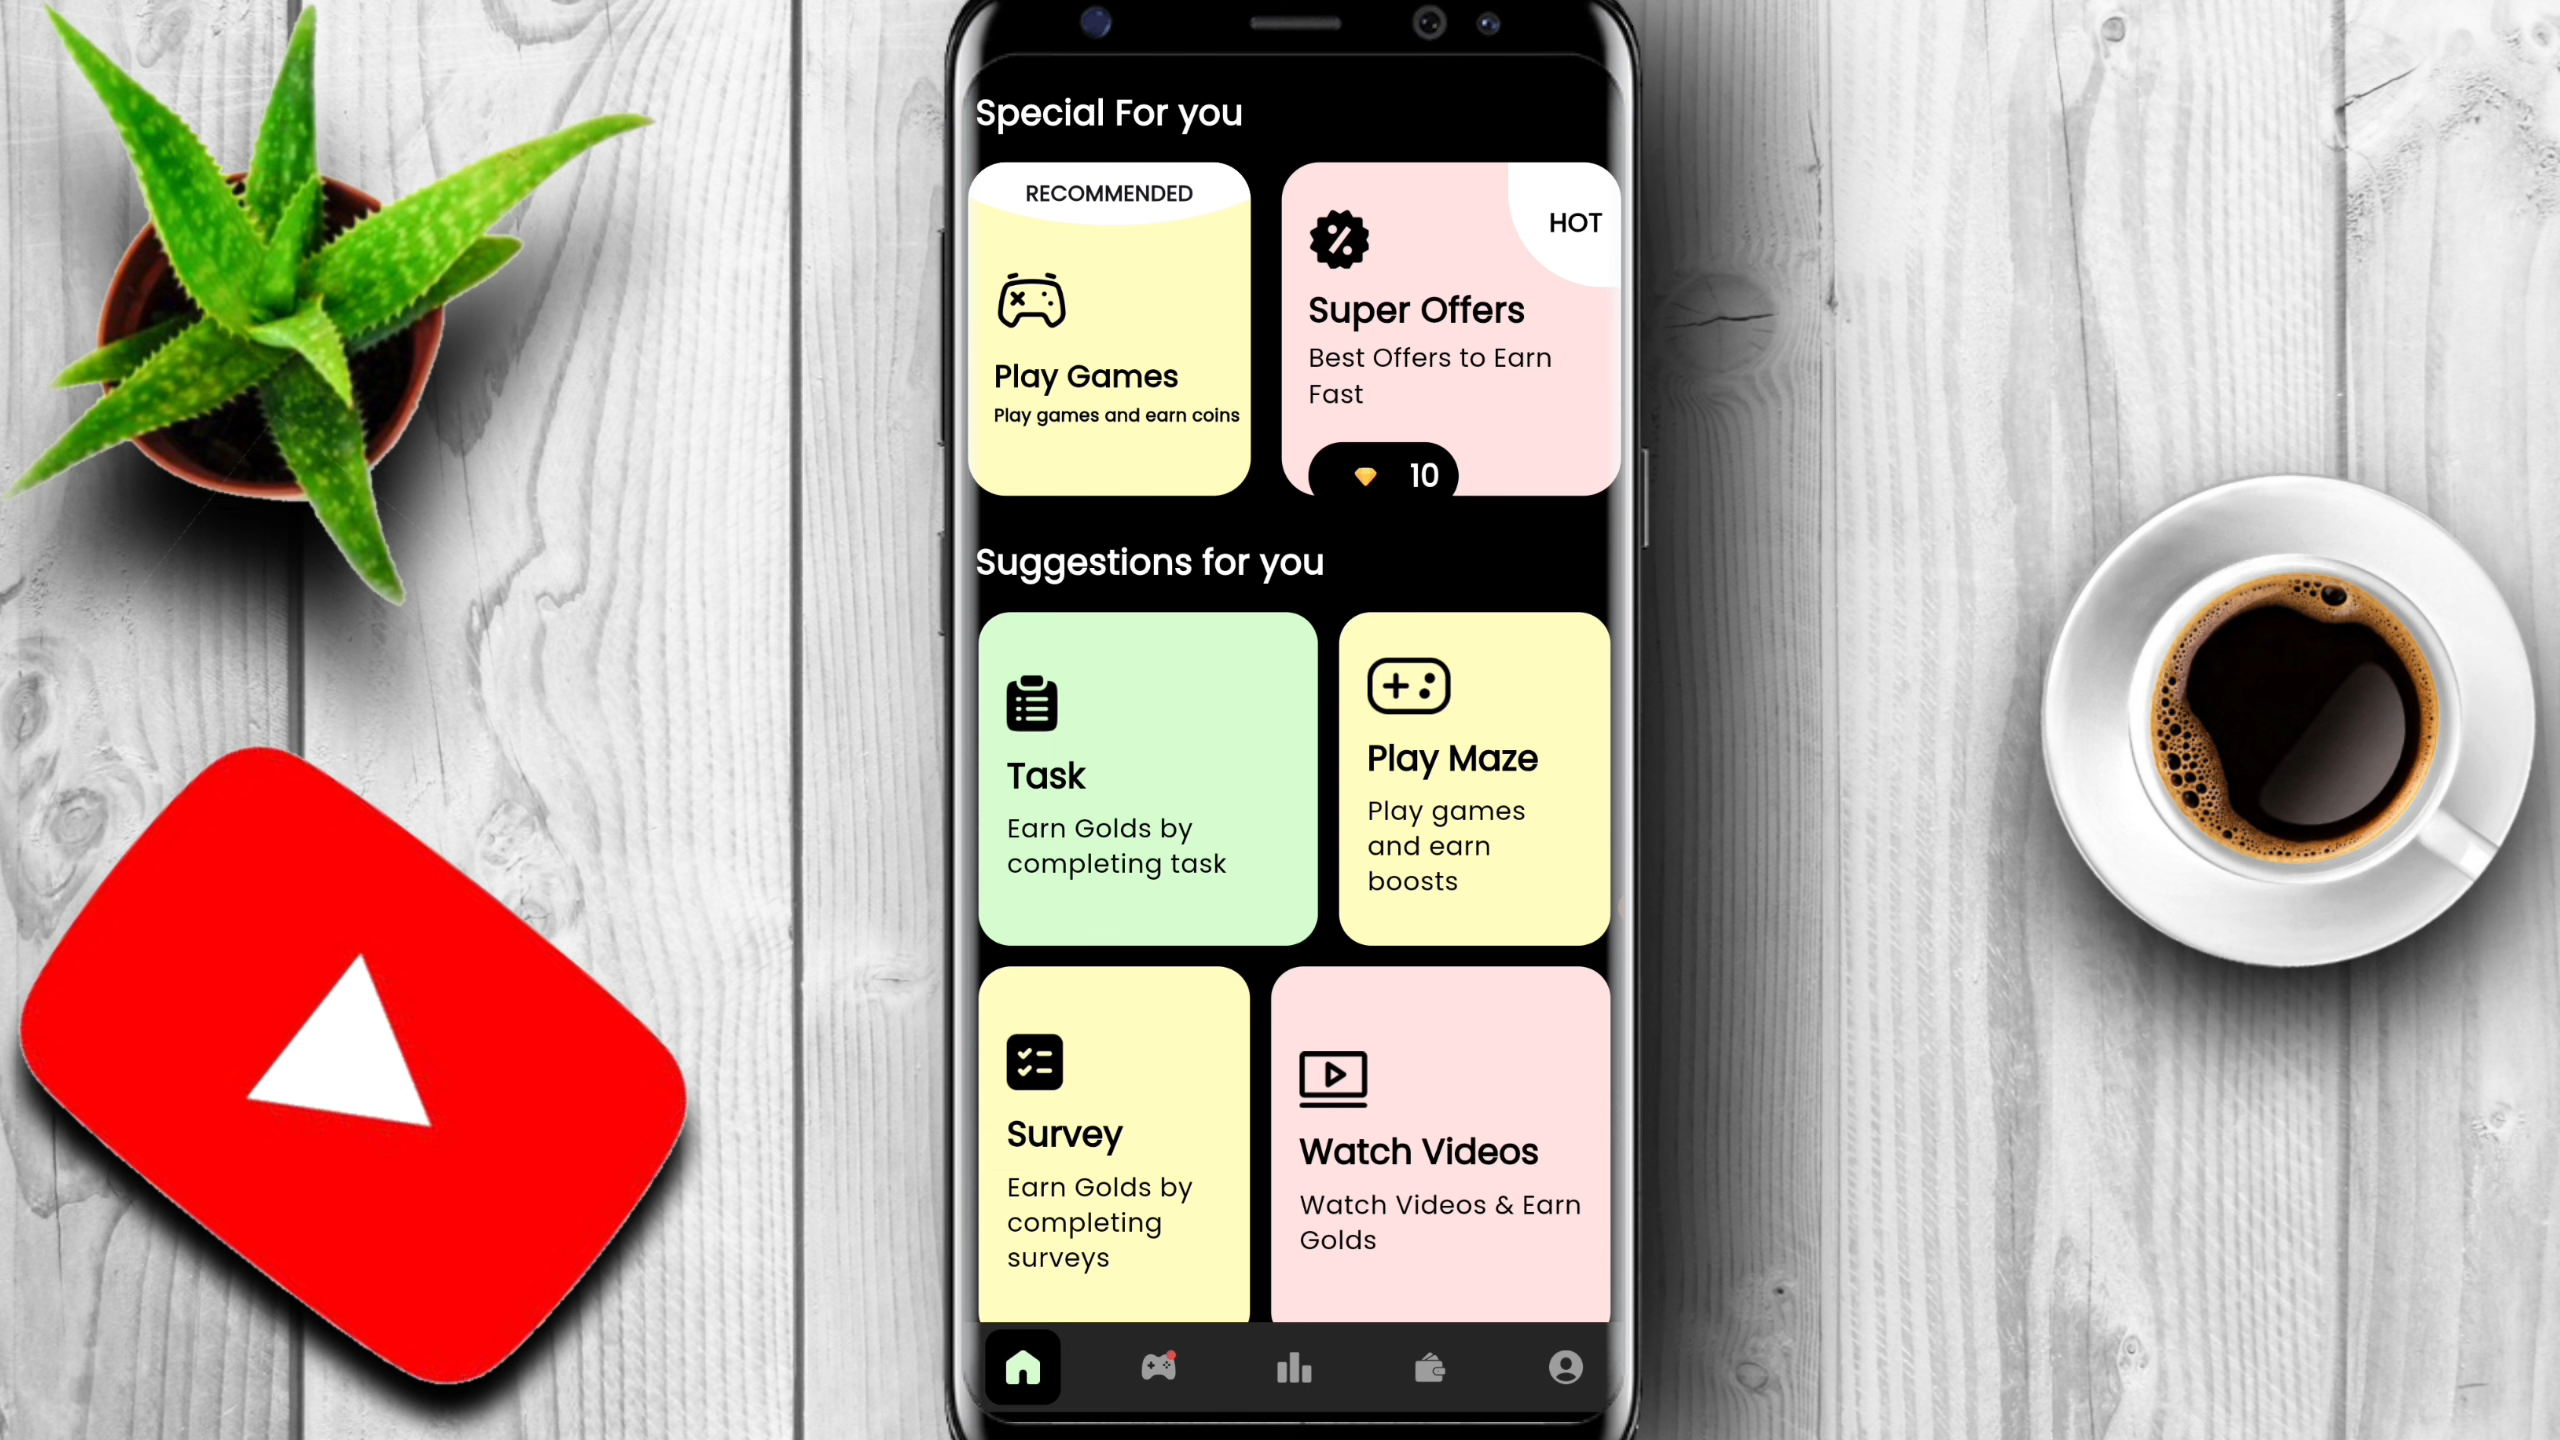 Special For you
RECOMMENDED
Play Games
Play games and earn coins
HOT
Super Offers
Best Offers to Earn
Fast
10
Suggestions for you
Task
Earn Golds by
completing task
Play Maze
Play games
and earn
boosts
Survey
Earn Golds by
completing
surveys
Watch Videos
Watch Videos & Earn
Golds